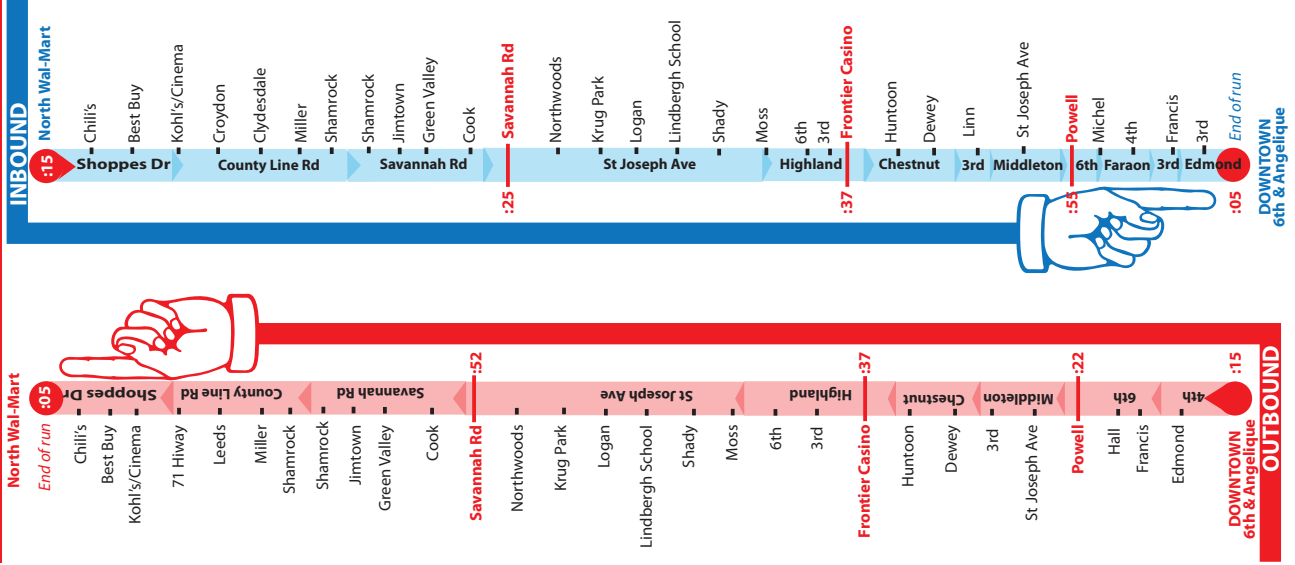 INBOUND
North Wal-Mart
:15
Chili's
Best Buy
Kohl's/Cinema
Croydon
Clydesdale
Miller
Shamrock
Shamrock
Jimtown
Green Valley
Cook
Savannah Rd
Northwoods
Krug Park
Logan
Lindbergh School
Shady
Moss
6th
3rd
Frontier Casino
Huntoon
Dewey
Linn
St Joseph Ave
Powell
Michel
4th
Francis
3rd
End of run
Shoppes Dr
County Line Rd
Savannah Rd
St Joseph Ave
Highland
Chestnut
3rd
Middleton
6th
Faraon
3rd
Edmond
:25
:37
:55
:05
DOWNTOWN
6th & Angelique
North Wal-Mart
End of run
:05
:52
:37
:22
:15
Shoppes Dr
County Line Rd
Savannah Rd
St Joseph Ave
Highland
Chestnut
Middleton
6th
4th
Chili's
Best Buy
Kohl's/Cinema
71 Hiway
Leeds
Miller
Shamrock
Shamrock
Jimtown
Green Valley
Cook
Savannah Rd
Northwoods
Krug Park
Logan
Lindbergh School
Shady
Moss
6th
3rd
Frontier Casino
Huntoon
Dewey
3rd
St Joseph Ave
Powell
Hall
Francis
Edmond
DOWNTOWN
6th & Angelique
OUTBOUND